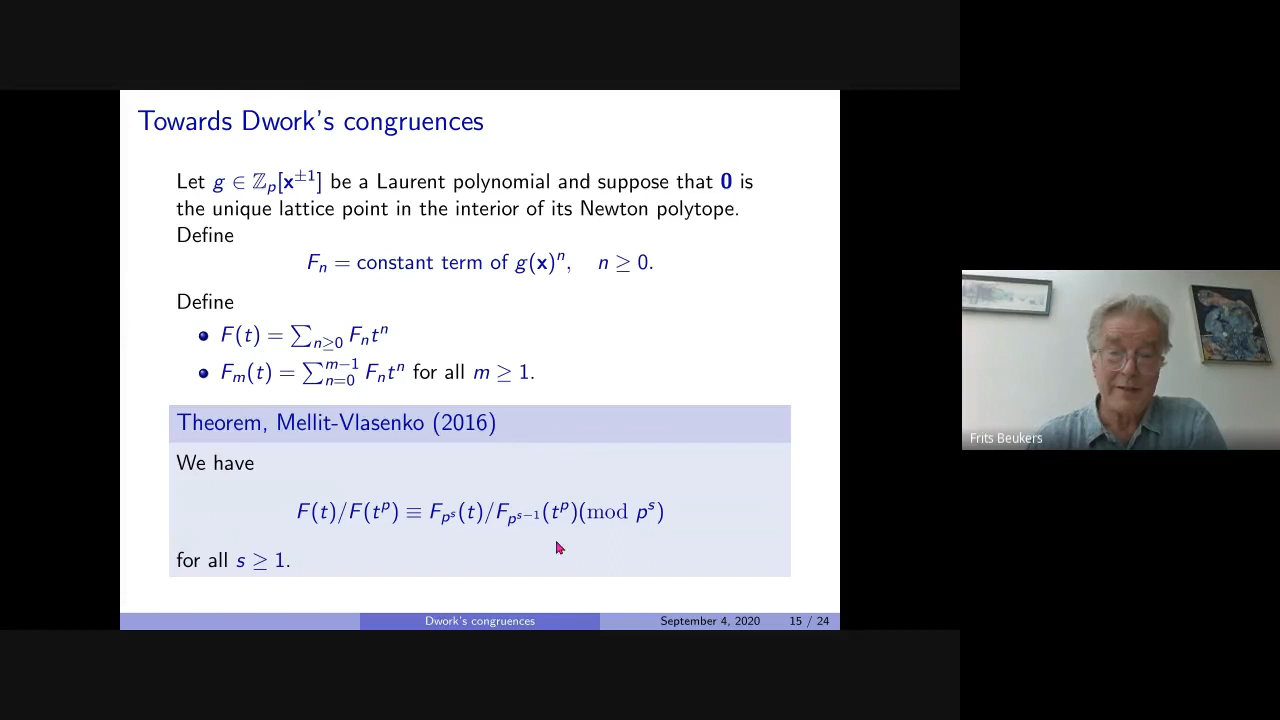 Towards Dwork's congruences
Let g ∈ ℤ_p[x^{±1}] be a Laurent polynomial and suppose that 0 is
the unique lattice point in the interior of its Newton polytope.
Define
F_n = constant term of g(x)^n, n ≥ 0.
Define
F(t) = ∑_{n≥0} F_n t^n
F_m(t) = ∑_{n=0}^{m−1} F_n t^n for all m ≥ 1.
Theorem, Mellit-Vlasenko (2016)
We have
F(t)/F(t^p) ≡ F_{p^s}(t)/F_{p^{s−1}}(t^p)(mod p^s)
for all s ≥ 1.
Dwork's congruences September 4, 2020 15 / 24
Frits Beukers